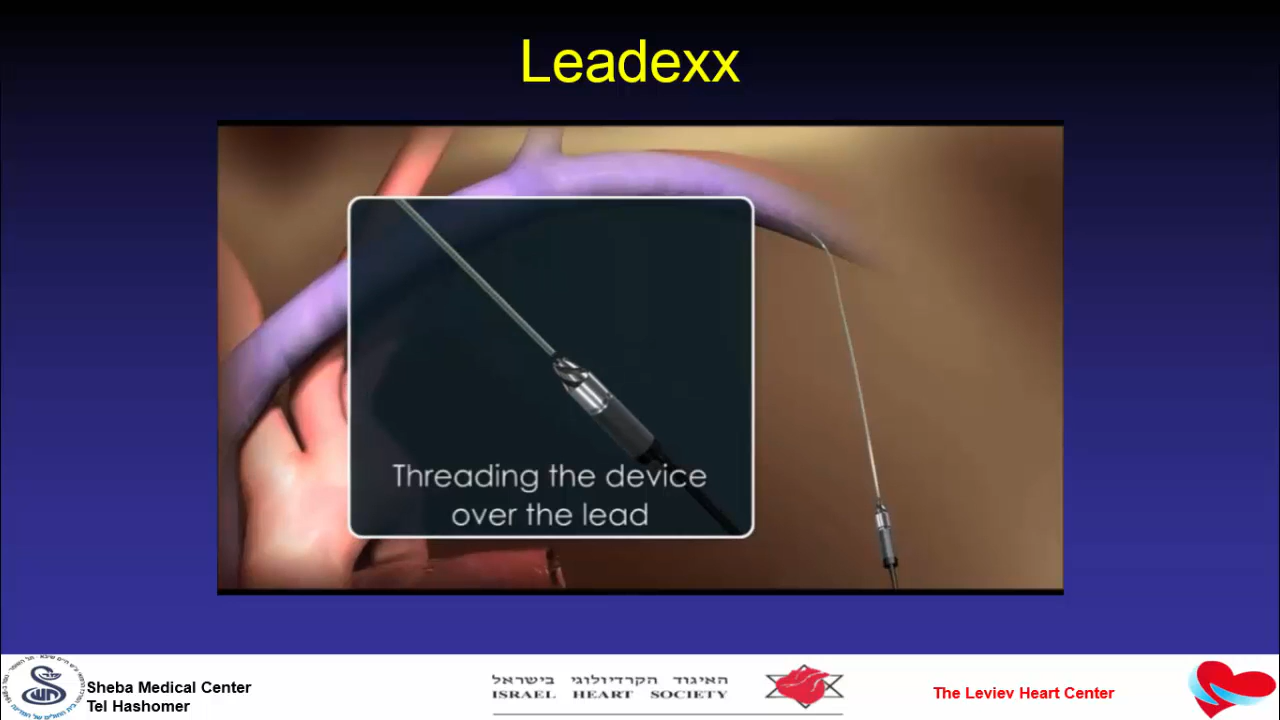 Leadexx
Threading the device
over the lead
Sheba Medical Center
Tel Hashomer
האיגוד הקרדיולוגי בישראל
ISRAEL HEART SOCIETY
The Leviev Heart Center